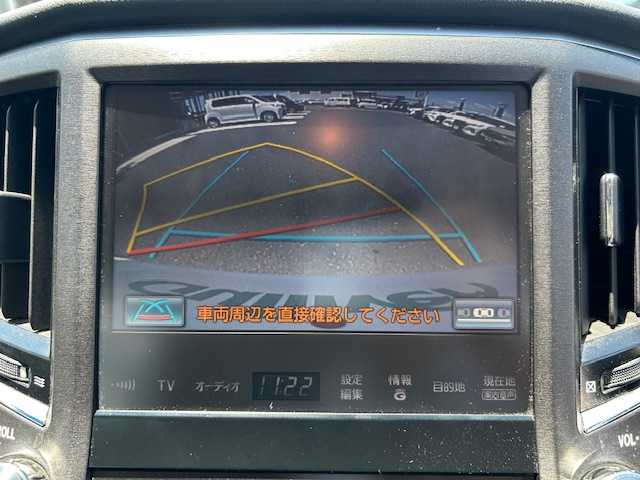 車両周辺を直接確認してください
TV オーディオ 11:22 設定 編集 情報 G 目的地 現在地
VOL-